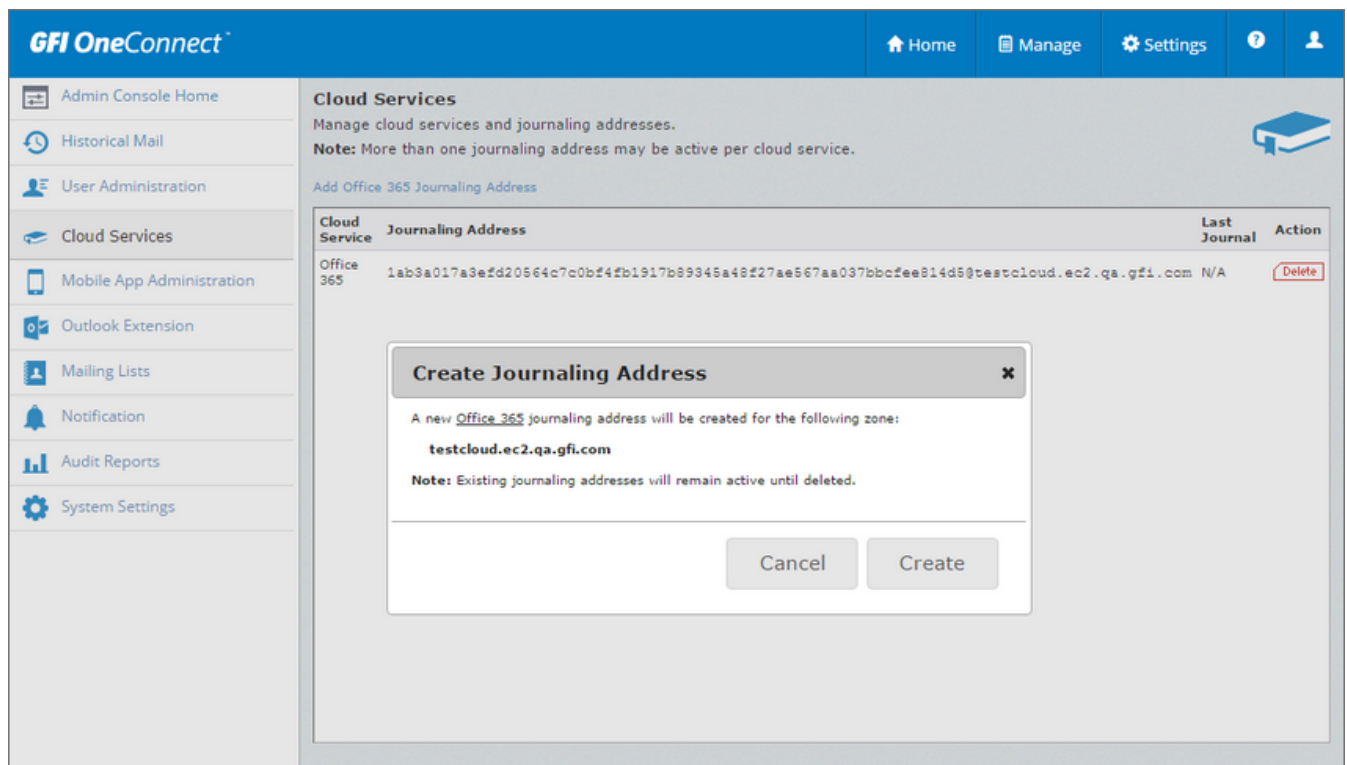 GFI OneConnect™
Home
Manage
Settings
?
Admin Console Home
Historical Mail
User Administration
Cloud Services
Mobile App Administration
Outlook Extension
Mailing Lists
Notification
Audit Reports
System Settings
Cloud Services
Manage cloud services and journaling addresses.
Note: More than one journaling address may be active per cloud service.
Add Office 365 Journaling Address
Cloud Service Journaling Address Last Journal Action
Office 365 1ab3a017a3efd20564c7c0bf4fb1917b89345a48f27ae567aa037bbcfee814d5@testcloud.ec2.qa.gfi.com N/A Delete
Create Journaling Address
A new Office 365 journaling address will be created for the following zone:
testcloud.ec2.qa.gfi.com
Note: Existing journaling addresses will remain active until deleted.
Cancel
Create